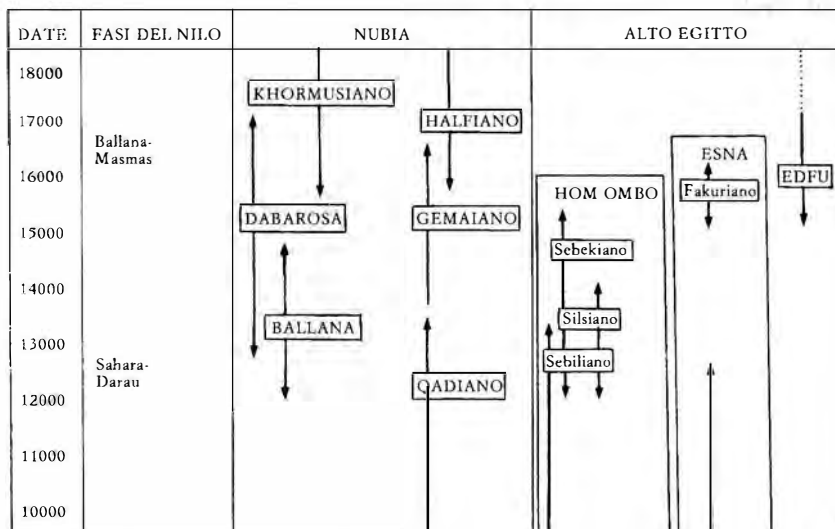 DATE FASI DEL NILO NUBIA ALTO EGITTO
18000
KHORMUSIANO
17000
HALFIANO
Ballana-
Masmas
ESNA
16000
EDFU
Fakuriano
HOM OMBO
DABAROSA
GEMAIANO
15000
Sebekiano
14000
Silsiano
BALLANA
13000
Sebiliano
Sahara-
Darau
12000
QADIANO
11000
10000